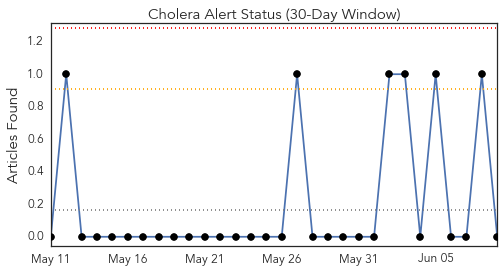 Cholera Alert Status (30-Day Window)
Articles Found
1.2
1.0
0.8
0.6
0.4
0.2
0.0
May 11
May 16
May 21
May 26
May 31
Jun 05